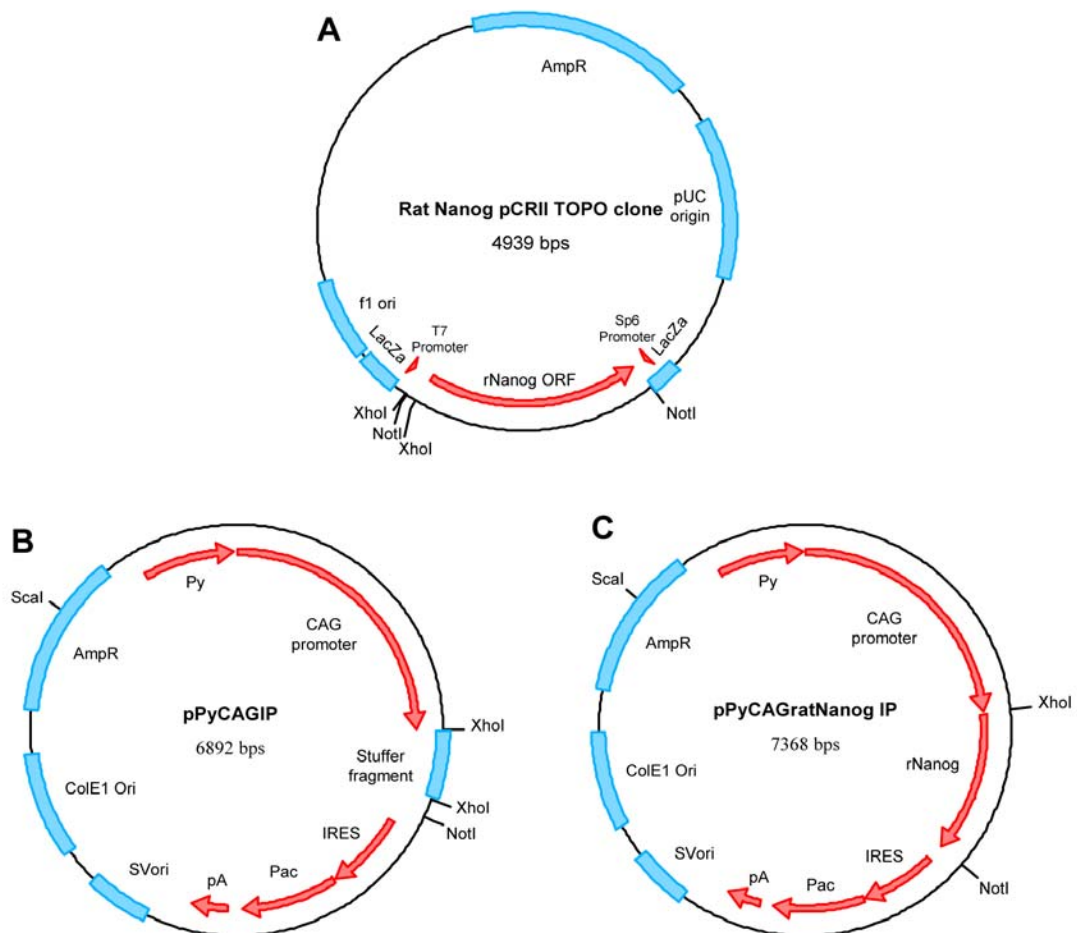 A
AmpR
pUC
origin
Rat Nanog pCRII TOPO clone
4939 bps
f1 ori
LacZa
T7
Promoter
Sp6
Promoter
LacZa
rNanog ORF
XhoI
NotI
XhoI
NotI
B
ScaI
Py
AmpR
CAG
promoter
pPyCAGIP
6892 bps
XhoI
Stuffer
fragment
ColE1 Ori
XhoI
NotI
IRES
SVori
pA
Pac
C
ScaI
Py
AmpR
CAG
promoter
pPyCAGratNanog IP
7368 bps
XhoI
rNanog
ColE1 Ori
SVori
IRES
pA
Pac
NotI